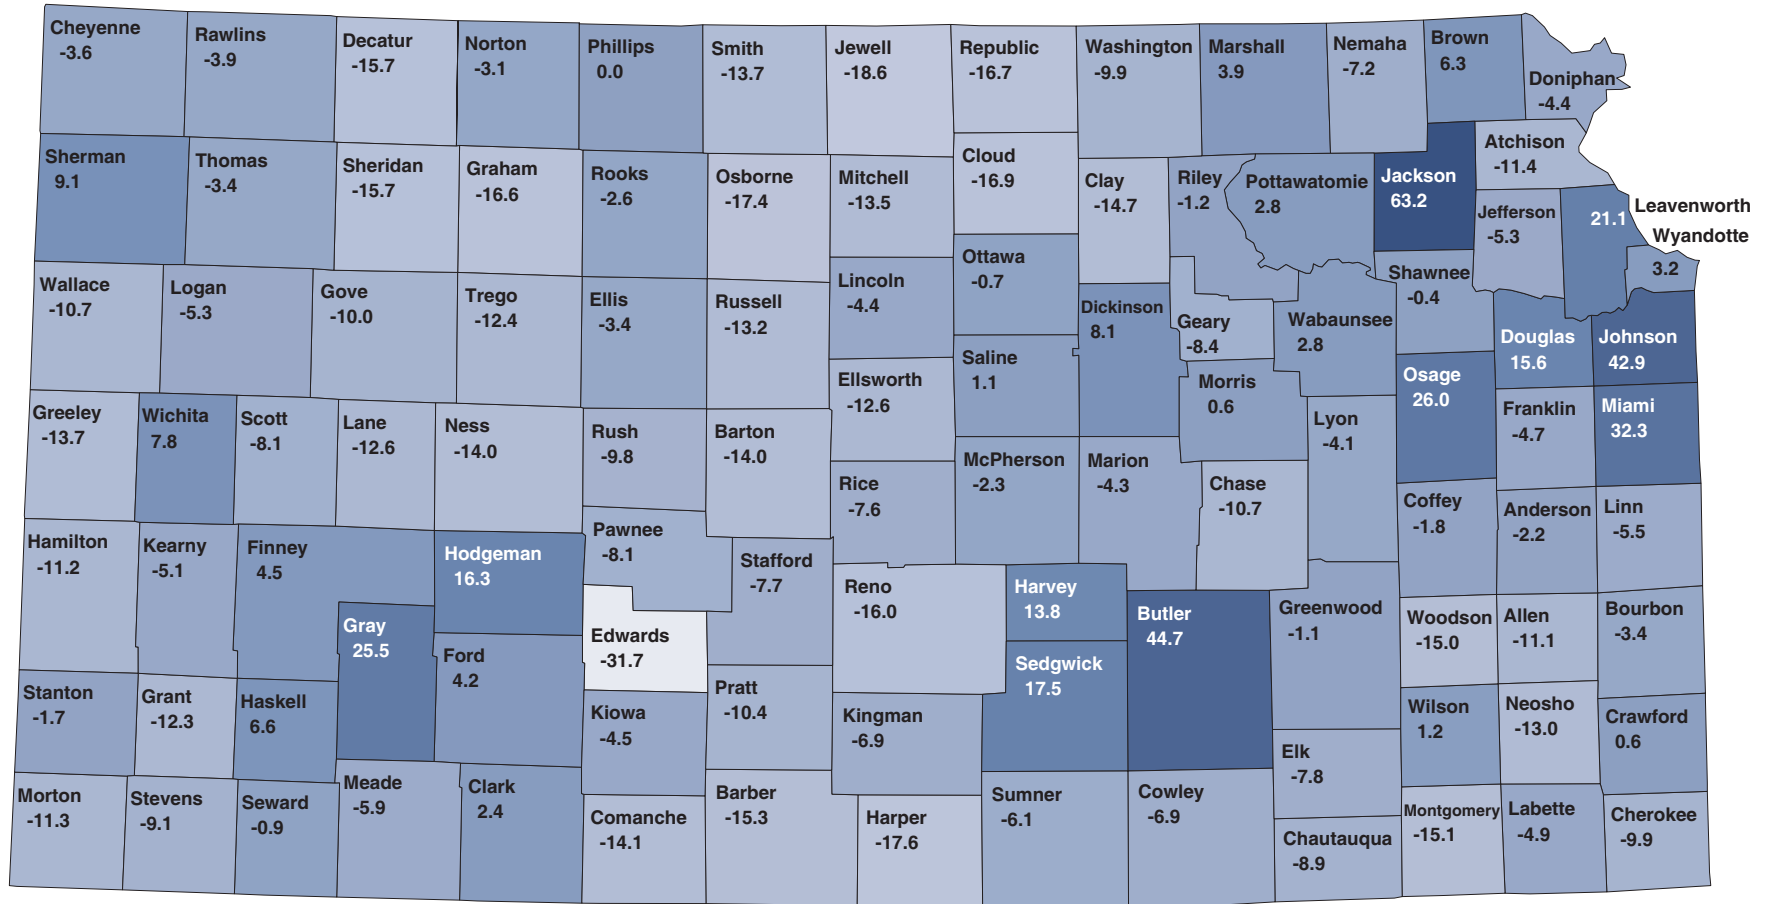 Cheyenne
-3.6
Rawlins
-3.9
Decatur
-15.7
Norton
-3.1
Phillips
0.0
Smith
-13.7
Jewell
-18.6
Republic
-16.7
Washington
-9.9
Marshall
3.9
Nemaha
-7.2
Brown
6.3
Doniphan
-4.4
Sherman
9.1
Thomas
-3.4
Sheridan
-15.7
Graham
-16.6
Rooks
-2.6
Osborne
-17.4
Mitchell
-13.5
Cloud
-16.9
Clay
-14.7
Riley
-1.2
Pottawatomie
2.8
Jackson
63.2
Atchison
-11.4
Jefferson
-5.3
21.1
Leavenworth
Wyandotte
3.2
Wallace
-10.7
Logan
-5.3
Gove
-10.0
Trego
-12.4
Ellis
-3.4
Russell
-13.2
Lincoln
-4.4
Ottawa
-0.7
Dickinson
8.1
Geary
-8.4
Wabaunsee
2.8
Shawnee
-0.4
Douglas
15.6
Johnson
42.9
Ellsworth
-12.6
Saline
1.1
Morris
0.6
Osage
26.0
Greeley
-13.7
Wichita
7.8
Scott
-8.1
Lane
-12.6
Ness
-14.0
Rush
-9.8
Barton
-14.0
Rice
-7.6
McPherson
-2.3
Marion
-4.3
Chase
-10.7
Lyon
-4.1
Franklin
-4.7
Miami
32.3
Coffey
-1.8
Anderson
-2.2
Linn
-5.5
Hamilton
-11.2
Kearny
-5.1
Finney
4.5
Hodgeman
16.3
Pawnee
-8.1
Stafford
-7.7
Reno
-16.0
Harvey
13.8
Butler
44.7
Greenwood
-1.1
Woodson
-15.0
Allen
-11.1
Bourbon
-3.4
Gray
25.5
Ford
4.2
Edwards
-31.7
Sedgwick
17.5
Stanton
-1.7
Grant
-12.3
Haskell
6.6
Kiowa
-4.5
Pratt
-10.4
Kingman
-6.9
Elk
-7.8
Wilson
1.2
Neosho
-13.0
Crawford
0.6
Morton
-11.3
Stevens
-9.1
Seward
-0.9
Meade
-5.9
Clark
2.4
Comanche
-14.1
Barber
-15.3
Harper
-17.6
Sumner
-6.1
Cowley
-6.9
Chautauqua
-8.9
Montgomery
-15.1
Labette
-4.9
Cherokee
-9.9